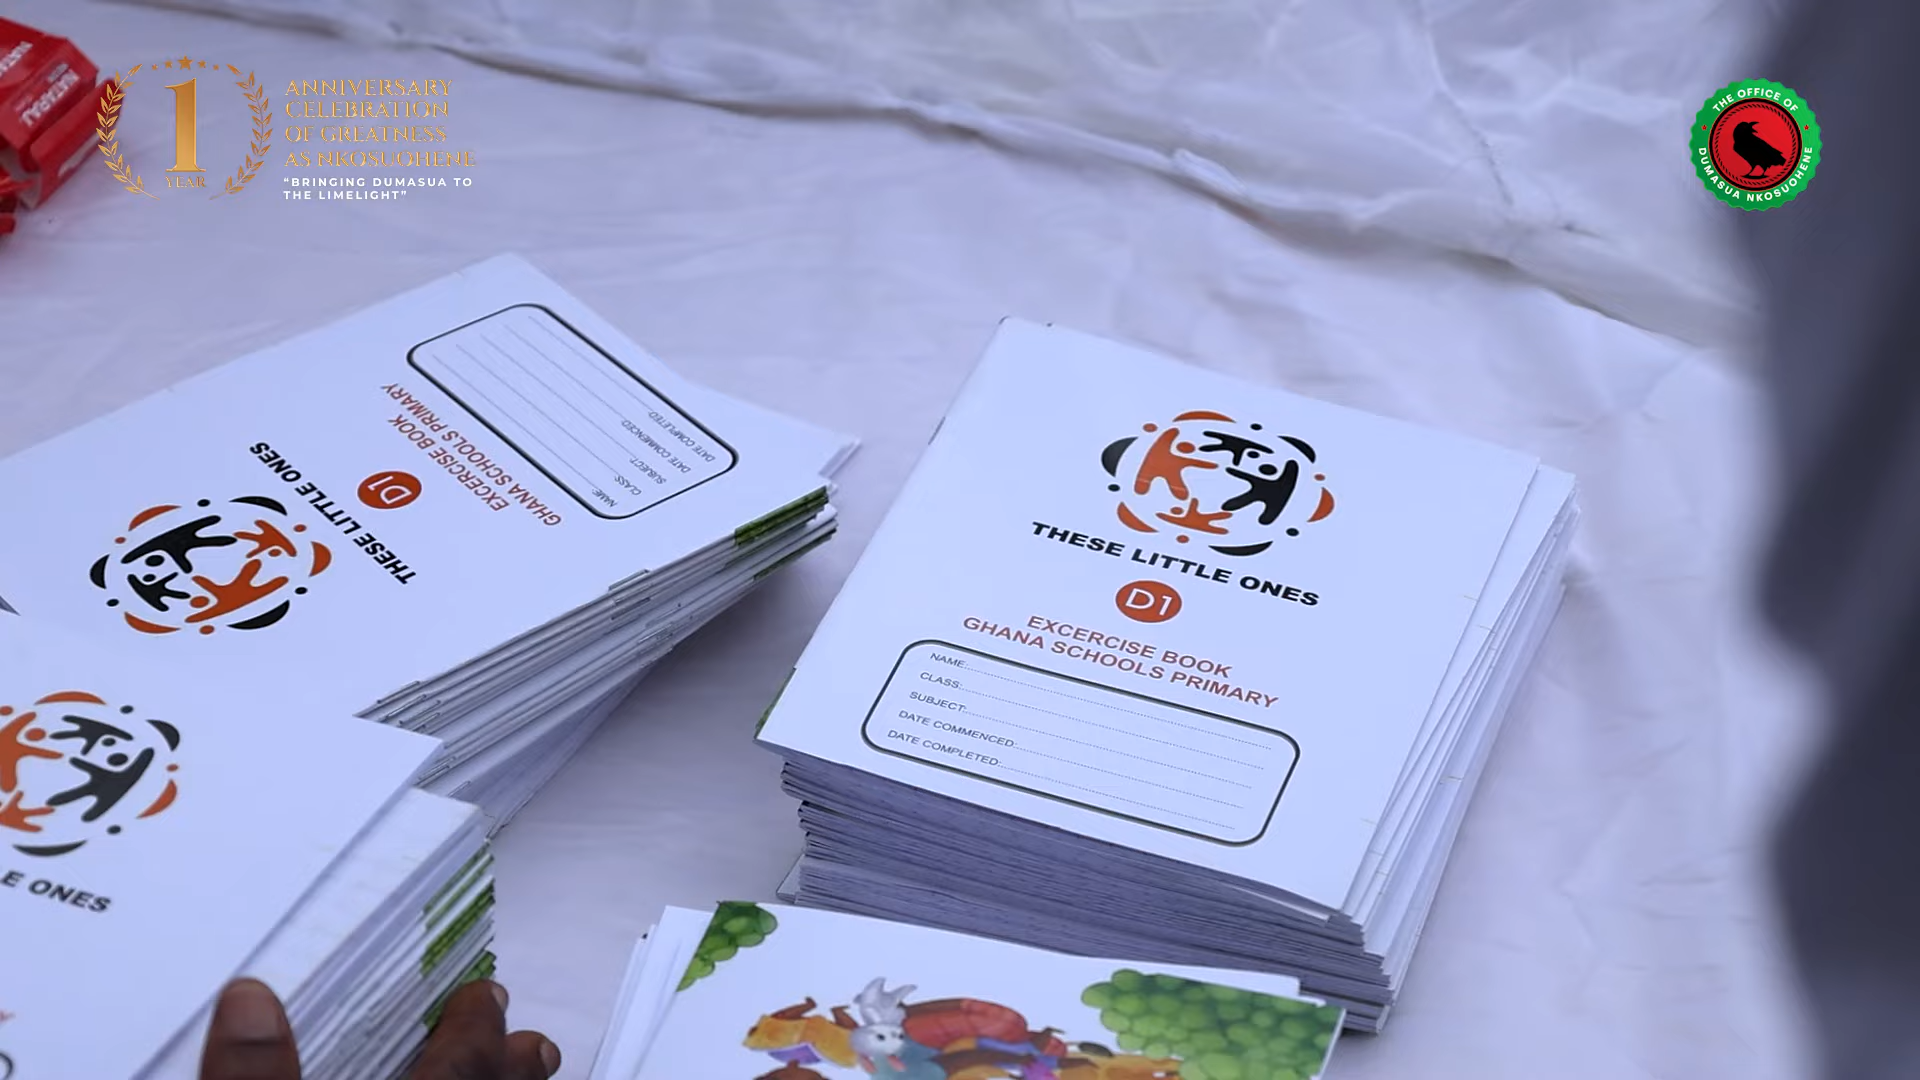 1
YEAR
ANNIVERSARY
CELEBRATION
OF GREATNESS
AS NKOSUOHENE
“BRINGING DUMASUA TO
THE LIMELIGHT”
THE OFFICE OF
DUMASUA NKOSUOHENE
NATARAJ
THESE LITTLE ONES
D1
EXCERCISE BOOK
GHANA SCHOOLS PRIMARY
NAME:
CLASS:
SUBJECT:
DATE COMMENCED:
DATE COMPLETED:
THESE LITTLE ONES
D1
EXCERCISE BOOK
GHANA SCHOOLS PRIMARY
NAME:
CLASS:
SUBJECT:
DATE COMMENCED:
DATE COMPLETED:
E ONES